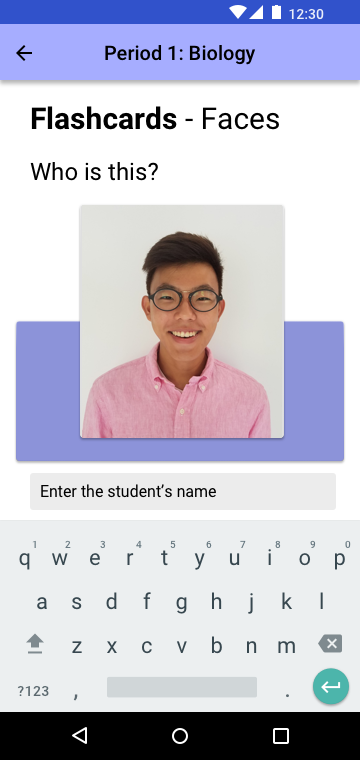 12:30
Period 1: Biology
Flashcards - Faces
Who is this?
Enter the student’s name
1 2 3 4 5 6 7 8 9 0
q w e r t y u i o p
a s d f g h j k l
z x c v b n m
?123 , .